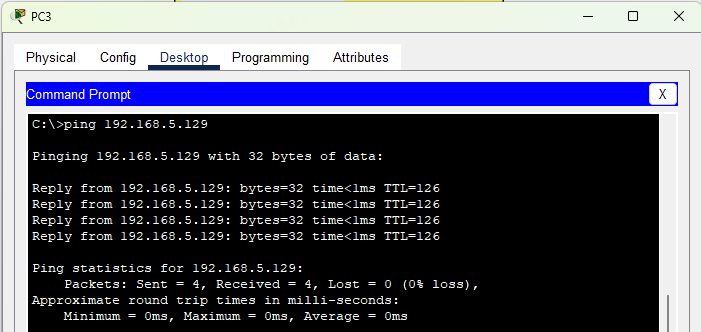 PC3
Physical Config Desktop Programming Attributes
Command Prompt X
C:\>ping 192.168.5.129
Pinging 192.168.5.129 with 32 bytes of data:
Reply from 192.168.5.129: bytes=32 time<1ms TTL=126
Reply from 192.168.5.129: bytes=32 time<1ms TTL=126
Reply from 192.168.5.129: bytes=32 time<1ms TTL=126
Reply from 192.168.5.129: bytes=32 time<1ms TTL=126
Ping statistics for 192.168.5.129:
Packets: Sent = 4, Received = 4, Lost = 0 (0% loss),
Approximate round trip times in milli-seconds:
Minimum = 0ms, Maximum = 0ms, Average = 0ms